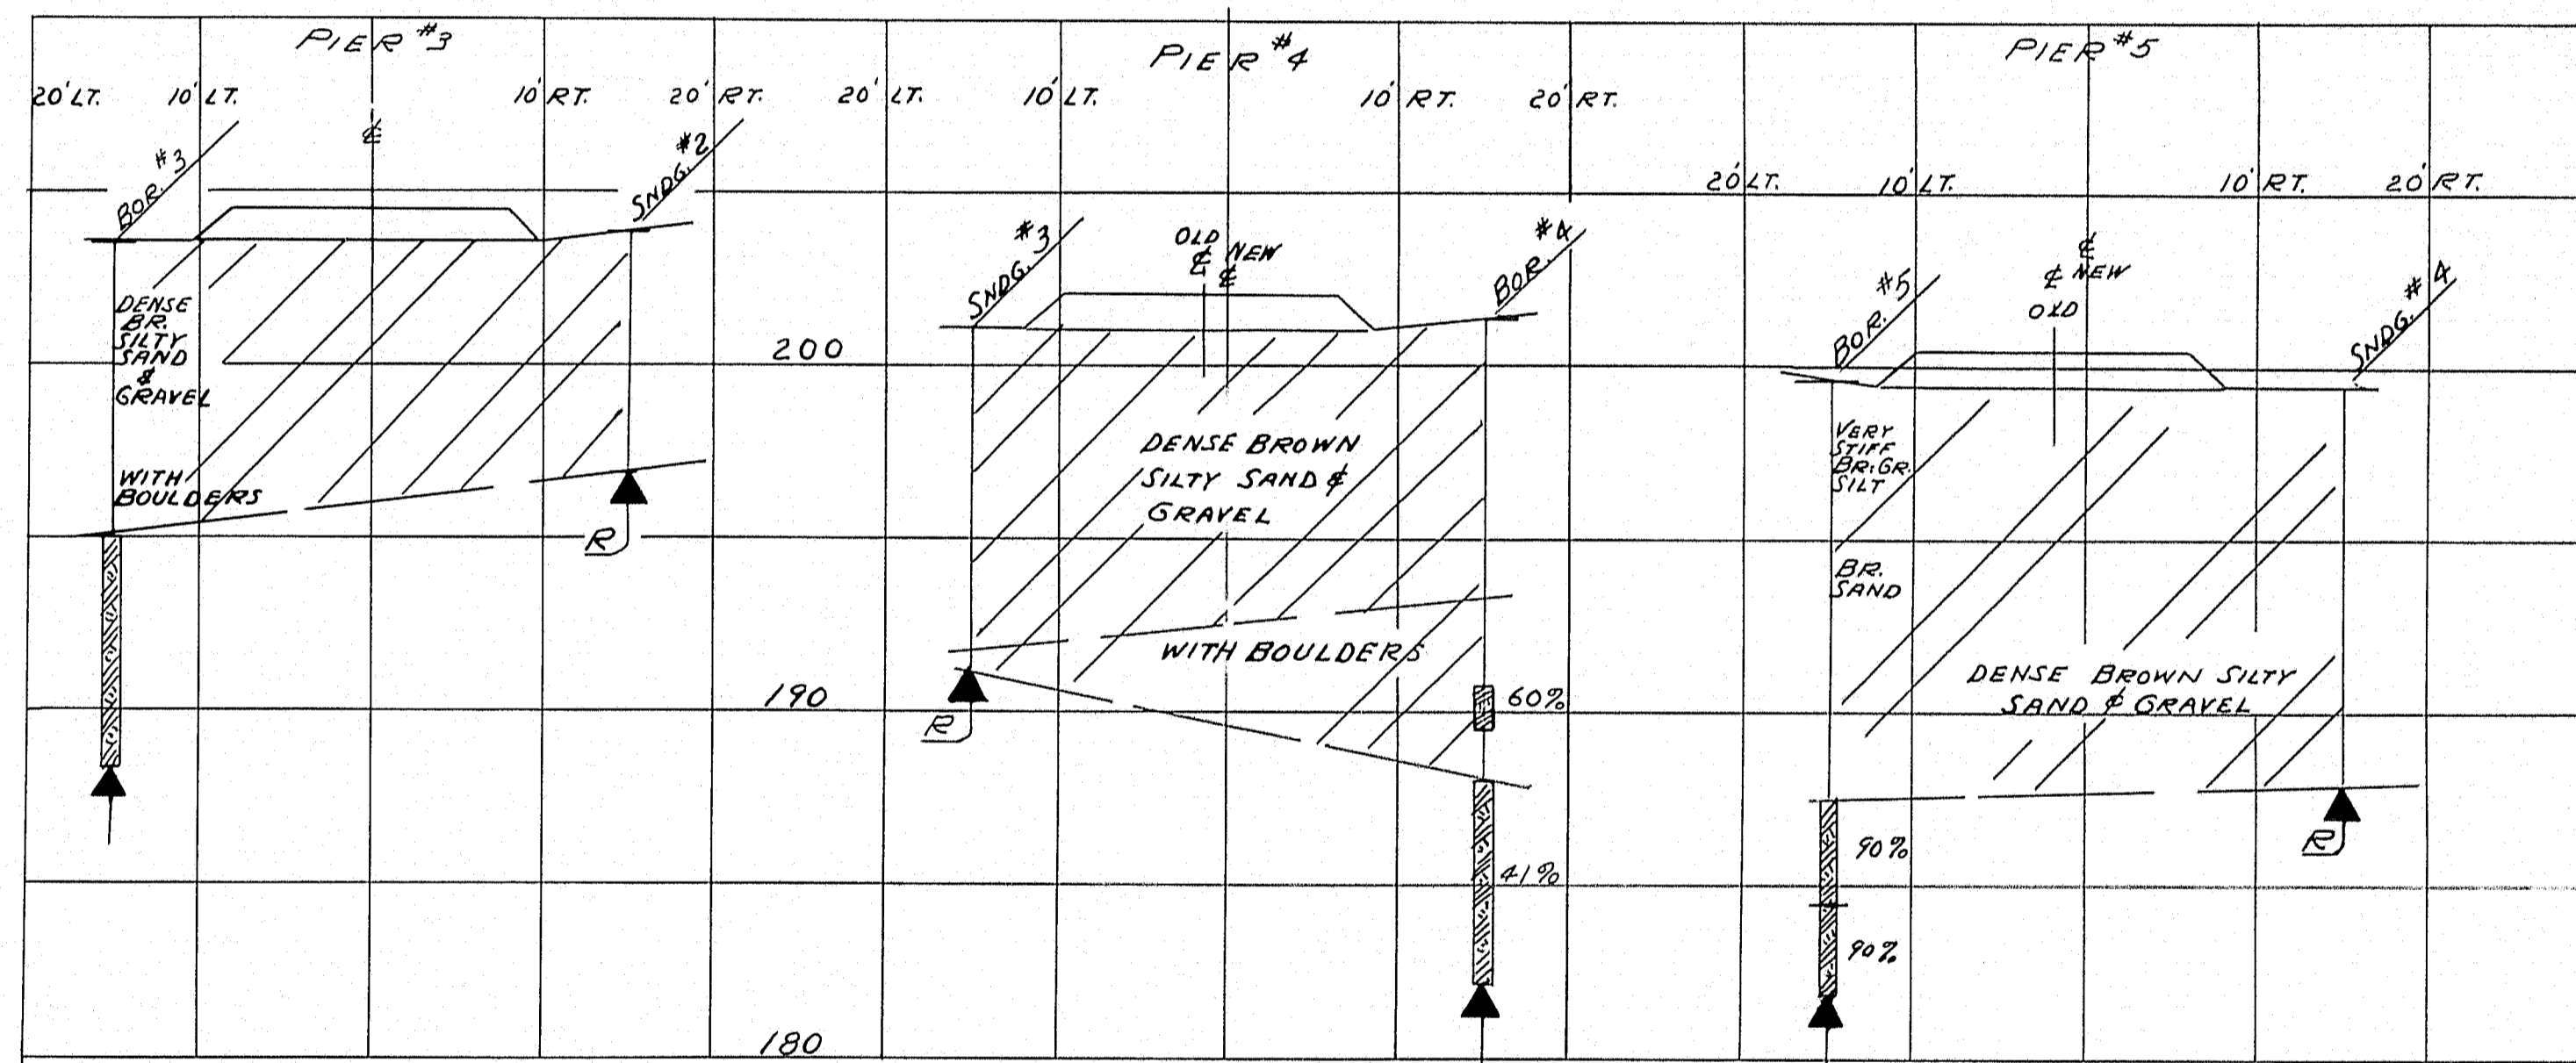 PIER #3
20' LT.
10' LT.
10' RT.
20' RT.
℄
BOR. #3
SNDG. #2
DENSE
BR.
SILTY
SAND
&
GRAVEL
WITH
BOULDERS
R
200
190
180
PIER #4
20' LT.
10' LT.
10' RT.
20' RT.
SNDG. #3
OLD
℄ NEW
℄
BOR. #4
DENSE BROWN
SILTY SAND &
GRAVEL
WITH BOULDERS
R
60%
41%
PIER #5
20' LT.
10' LT.
10' RT.
20' RT.
BOR. #5
℄
℄ NEW
OLD
SNDG. #4
VERY
STIFF
BR.-GR.
SILT
BR.
SAND
DENSE BROWN SILTY
SAND & GRAVEL
90%
90%
R